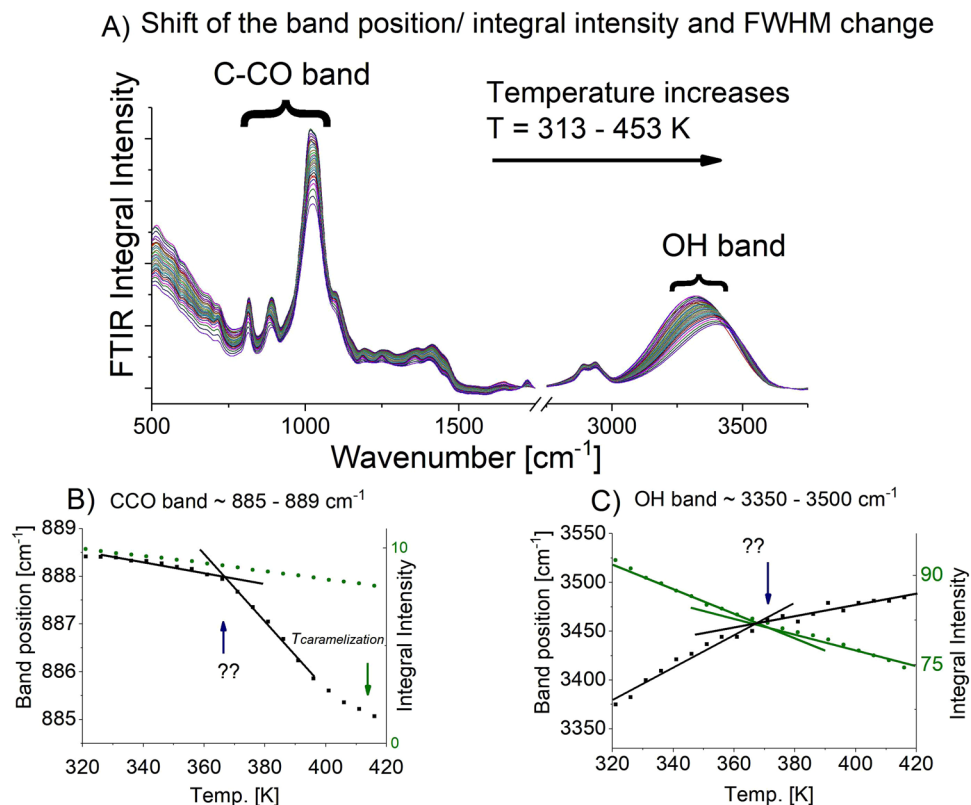 A) Shift of the band position/ integral intensity and FWHM change
C-CO band
Temperature increases
T = 313 - 453 K
OH band
FTIR Integral Intensity
500 1000 1500 3000 3500
Wavenumber [cm-1]
B) CCO band ~ 885 - 889 cm-1
889
888
887
886
885
Band position [cm-1]
10
0
Integral Intensity
Tcaramelization
??
320 340 360 380 400 420
Temp. [K]
C) OH band ~ 3350 - 3500 cm-1
3550
3500
3450
3400
3350
Band position [cm-1]
90
75
Integral Intensity
??
320 340 360 380 400 420
Temp. [K]